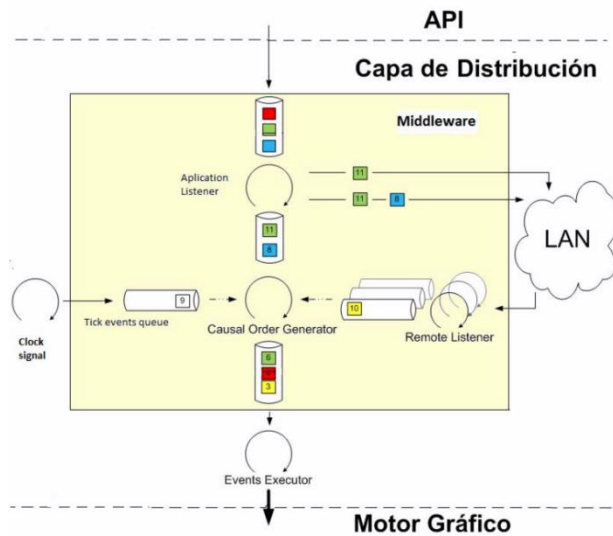 API
Capa de Distribución
Middleware
Aplication
Listener
11
11
8
11
8
LAN
9
10
Clock
signal
Tick events queue
Causal Order Generator
Remote Listener
6
3
Events Executor
Motor Gráfico